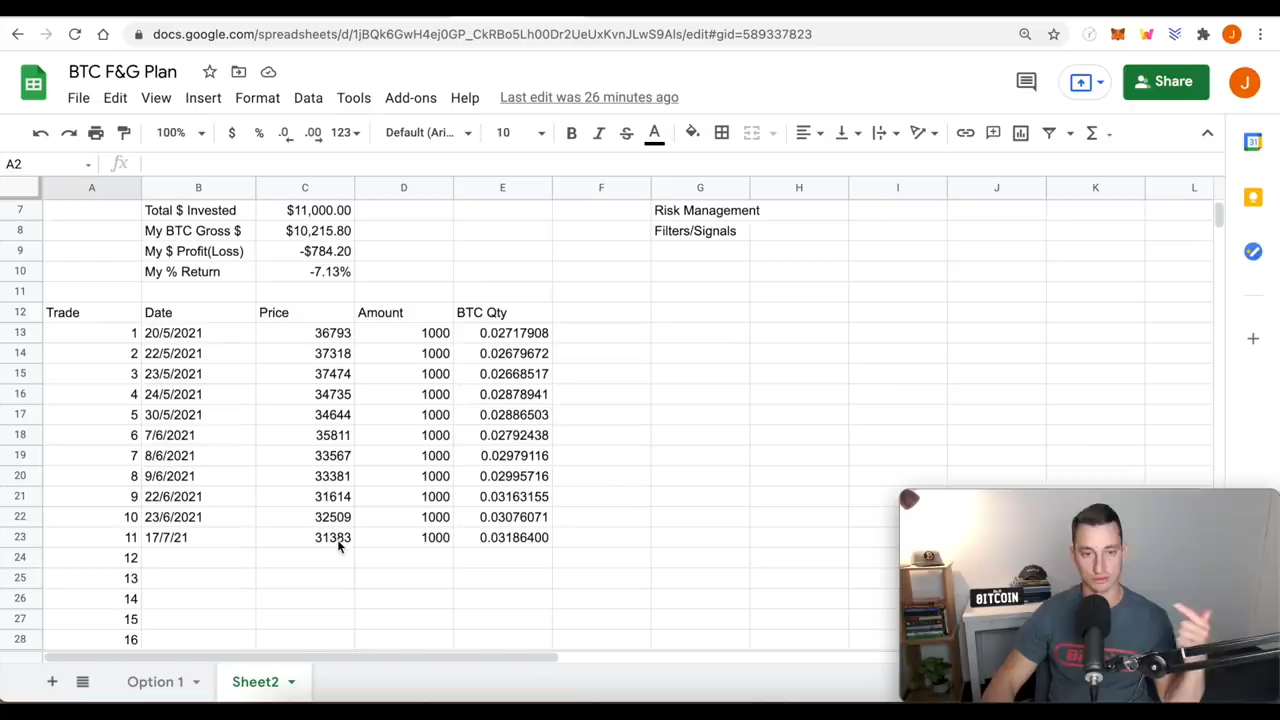 docs.google.com/spreadsheets/d/1jBQk6GwH4ej0GP_CkRBo5Lh00Dr2UeUxKvnJLwS9AIs/edit#gid=589337823
J
BTC F&G Plan
File Edit View Insert Format Data Tools Add-ons Help Last edit was 26 minutes ago
Share
J
100% $ % .0 .00 123 Default (Ari... 10 B I S A
31
A2 fx
A B C D E F G H I J K L
7 Total $ Invested $11,000.00 Risk Management
8 My BTC Gross $ $10,215.80 Filters/Signals
9 My $ Profit(Loss) -$784.20
10 My % Return -7.13%
11
12 Trade Date Price Amount BTC Qty
13 1 20/5/2021 36793 1000 0.02717908
14 2 22/5/2021 37318 1000 0.02679672
15 3 23/5/2021 37474 1000 0.02668517
16 4 24/5/2021 34735 1000 0.02878941
17 5 30/5/2021 34644 1000 0.02886503
18 6 7/6/2021 35811 1000 0.02792438
19 7 8/6/2021 33567 1000 0.02979116
20 8 9/6/2021 33381 1000 0.02995716
21 9 22/6/2021 31614 1000 0.03163155
22 10 23/6/2021 32509 1000 0.03076071
23 11 17/7/21 31383 1000 0.03186400
24 12
25 13
26 14
27 15
28 16
BITCOIN
Option 1 Sheet2